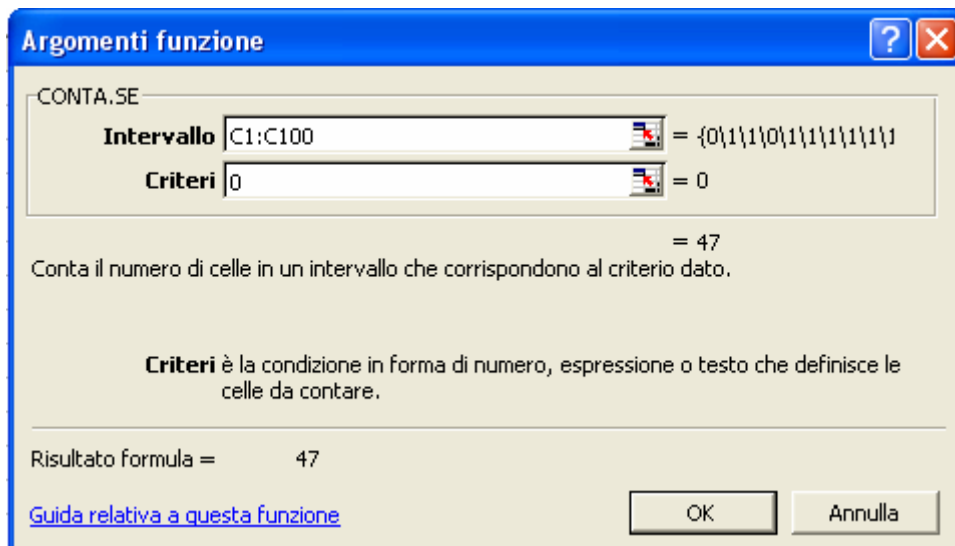 Argomenti funzione
CONTA.SE
Intervallo C1:C100 = {0\1\1\0\1\1\1\1\1\1
Criteri 0 = 0
= 47
Conta il numero di celle in un intervallo che corrispondono al criterio dato.
Criteri è la condizione in forma di numero, espressione o testo che definisce le
celle da contare.
Risultato formula = 47
Guida relativa a questa funzione OK Annulla